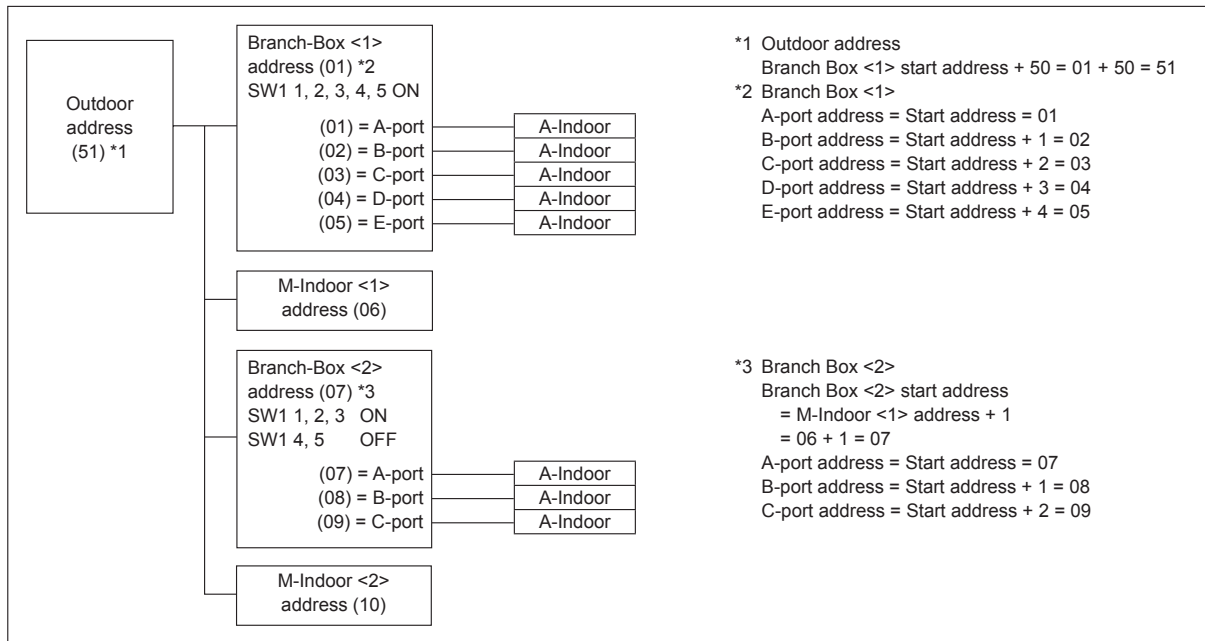 Outdoor
address
(51) *1
Branch-Box <1>
address (01) *2
SW1 1, 2, 3, 4, 5 ON
(01) = A-port
A-Indoor
(02) = B-port
A-Indoor
(03) = C-port
A-Indoor
(04) = D-port
A-Indoor
(05) = E-port
A-Indoor
M-Indoor <1>
address (06)
Branch-Box <2>
address (07) *3
SW1 1, 2, 3 ON
SW1 4, 5 OFF
(07) = A-port
A-Indoor
(08) = B-port
A-Indoor
(09) = C-port
A-Indoor
M-Indoor <2>
address (10)
*1 Outdoor address
Branch Box <1> start address + 50 = 01 + 50 = 51
*2 Branch Box <1>
A-port address = Start address = 01
B-port address = Start address + 1 = 02
C-port address = Start address + 2 = 03
D-port address = Start address + 3 = 04
E-port address = Start address + 4 = 05
*3 Branch Box <2>
Branch Box <2> start address
= M-Indoor <1> address + 1
= 06 + 1 = 07
A-port address = Start address = 07
B-port address = Start address + 1 = 08
C-port address = Start address + 2 = 09